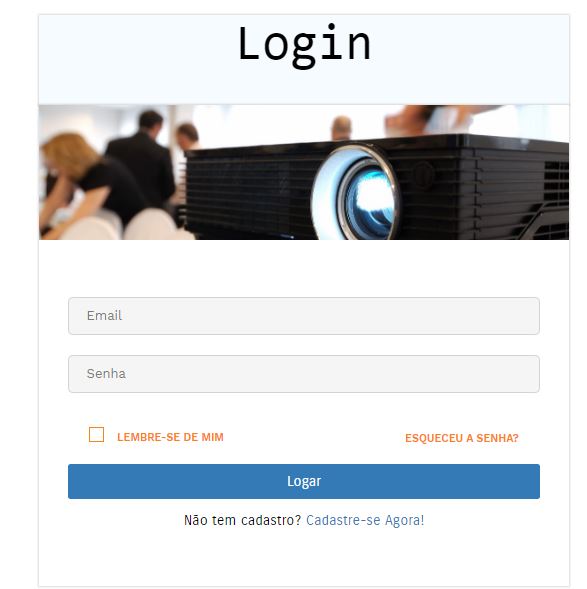 Login
Email
Senha
LEMBRE-SE DE MIM ESQUECEU A SENHA?
Logar
Não tem cadastro? Cadastre-se Agora!